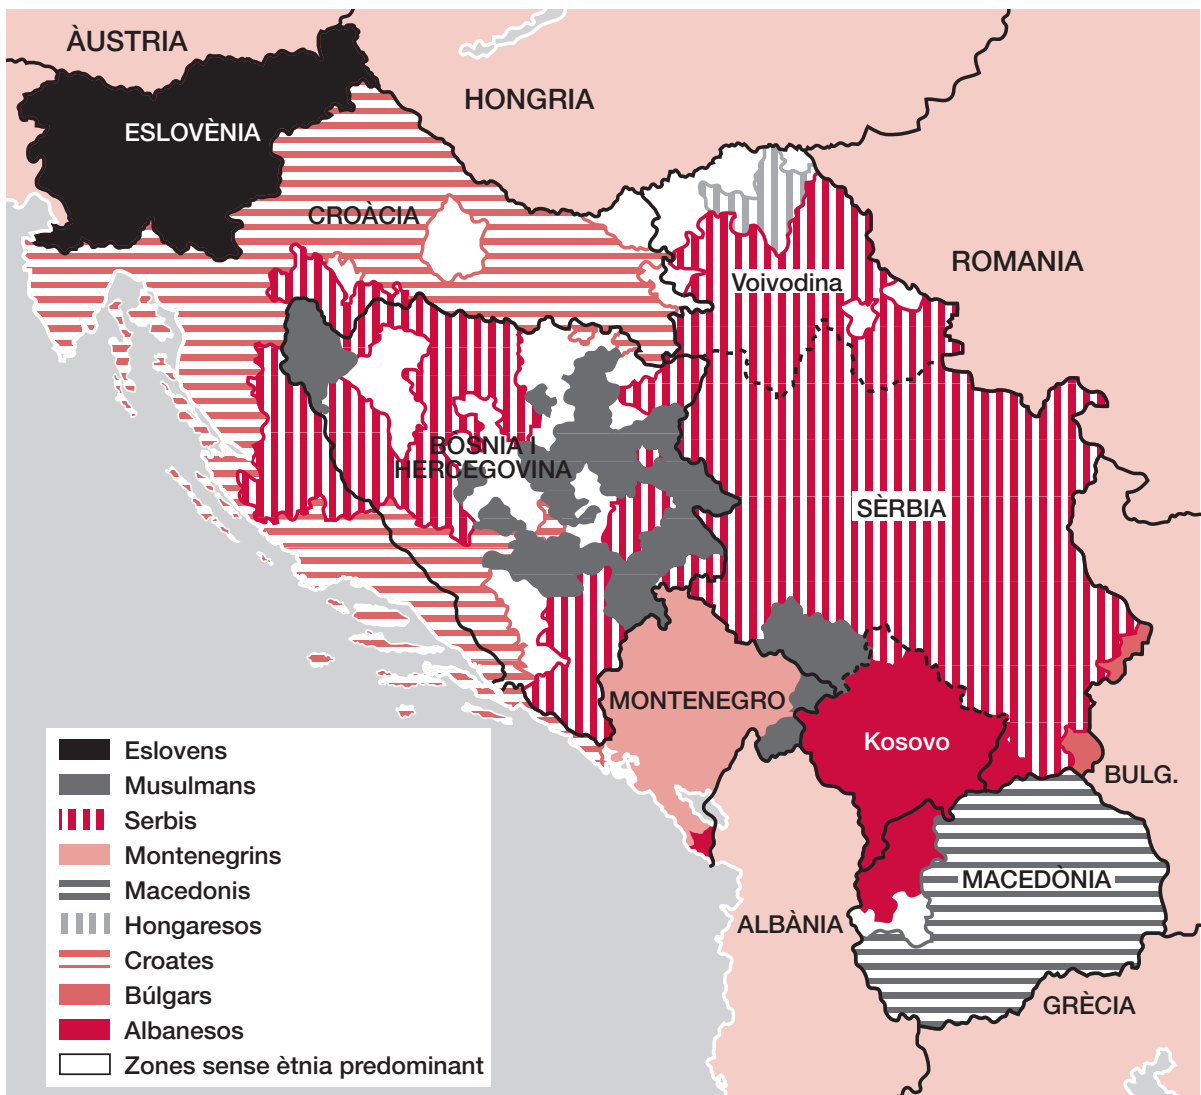 ÀUSTRIA
HONGRIA
ESLOVÈNIA
CROÀCIA
ROMANIA
Voivodina
BÒSNIA I
HERCEGOVINA
SÈRBIA
MONTENEGRO
Kosovo
BULG.
MACEDÒNIA
ALBÀNIA
GRÈCIA
Eslovens
Musulmans
Serbis
Montenegrins
Macedonis
Hongaresos
Croates
Búlgars
Albanesos
Zones sense ètnia predominant